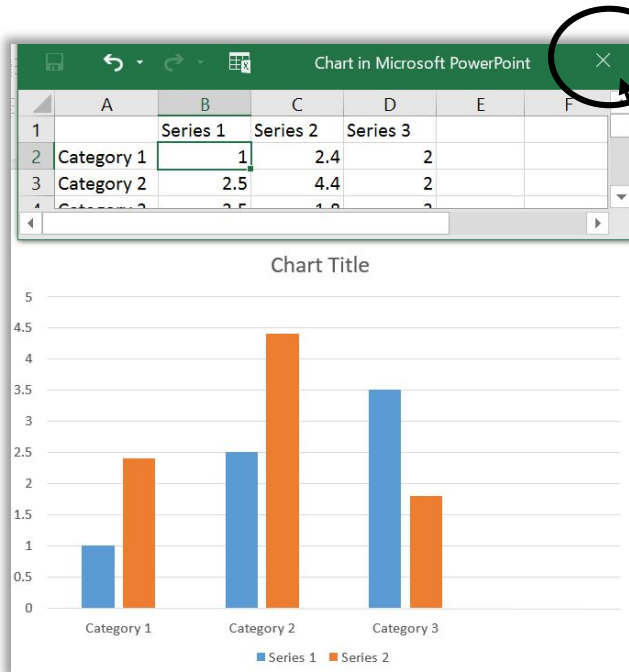 Chart in Microsoft PowerPoint
A B C D E F
1 Series 1 Series 2 Series 3
2 Category 1 1 2.4 2
3 Category 2 2.5 4.4 2
Chart Title
5
4.5
4
3.5
3
2.5
2
1.5
1
0.5
0
Category 1 Category 2 Category 3
Series 1 Series 2